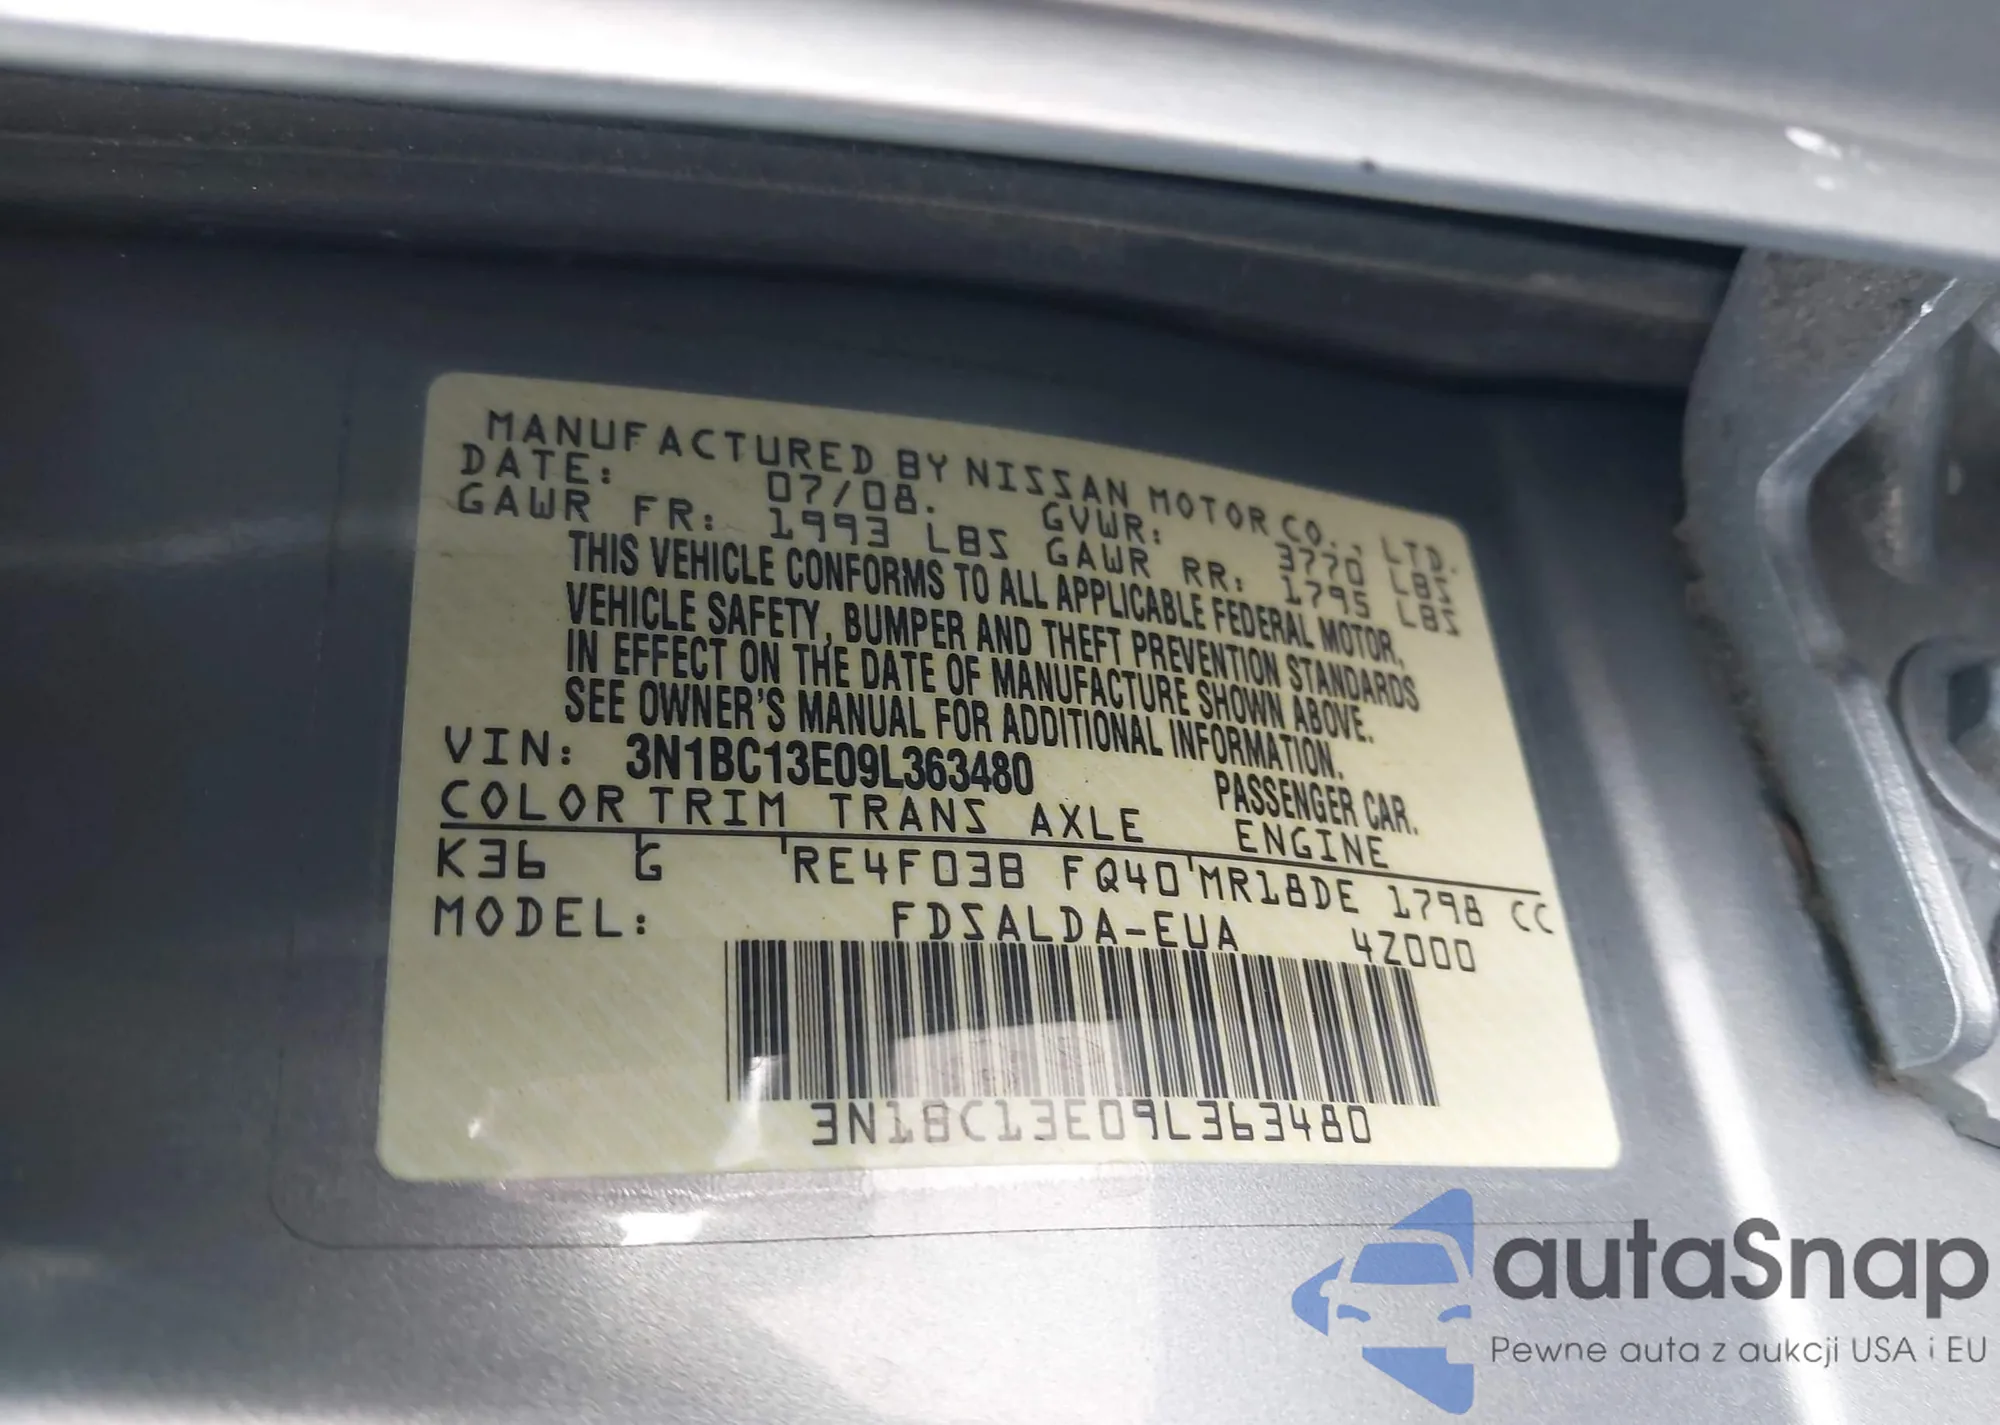 MANUFACTURED BY NISSAN MOTOR CO., LTD.
DATE: 07/08. GVWR: 3770 LBS
GAWR FR: 1993 LBS GAWR RR: 1795 LBS
THIS VEHICLE CONFORMS TO ALL APPLICABLE FEDERAL MOTOR,
VEHICLE SAFETY, BUMPER AND THEFT PREVENTION STANDARDS
IN EFFECT ON THE DATE OF MANUFACTURE SHOWN ABOVE.
SEE OWNER'S MANUAL FOR ADDITIONAL INFORMATION.
VIN: 3N1BC13E09L363480 PASSENGER CAR.
COLOR TRIM TRANS AXLE ENGINE
K36 G RE4F03B FQ40 MR18DE 1798 CC
MODEL: FDSALDA-EUA 4Z000
3N1BC13E09L363480
autaSnap
Pewne auta z aukcji USA i EU